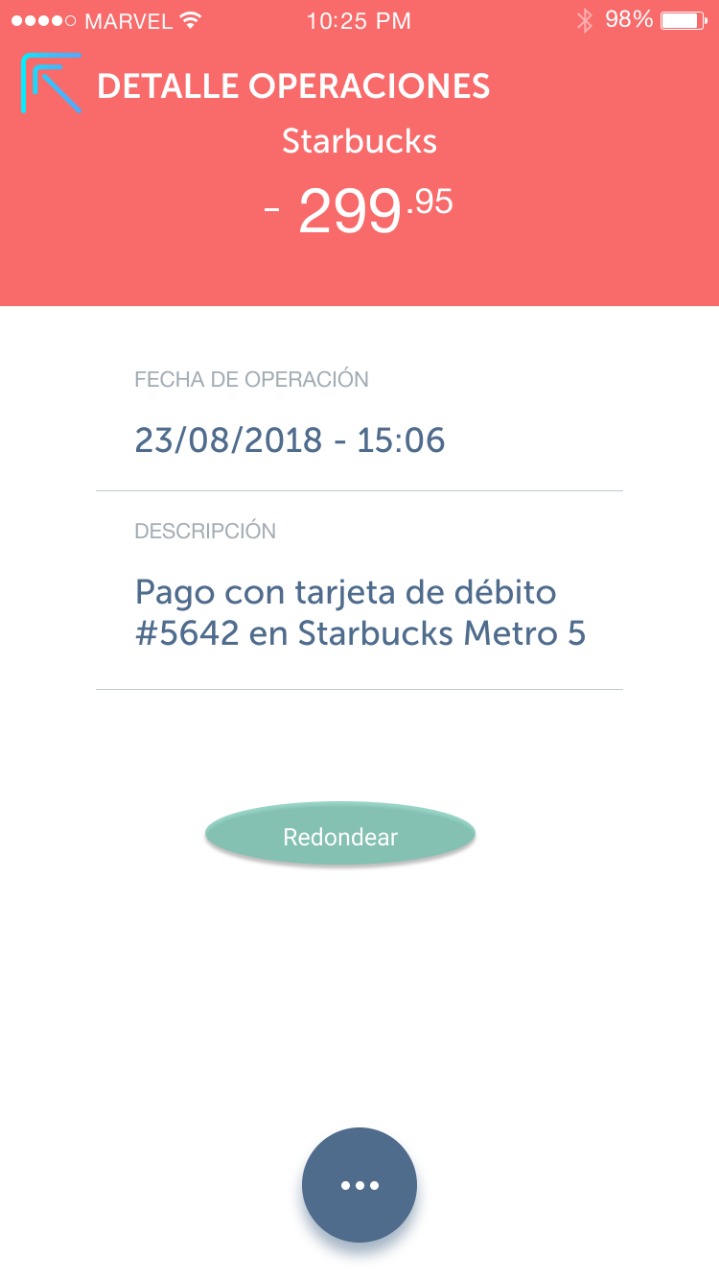 MARVEL 10:25 PM 98%
DETALLE OPERACIONES
Starbucks
- 299.95
FECHA DE OPERACIÓN
23/08/2018 - 15:06
DESCRIPCIÓN
Pago con tarjeta de débito
#5642 en Starbucks Metro 5
Redondear